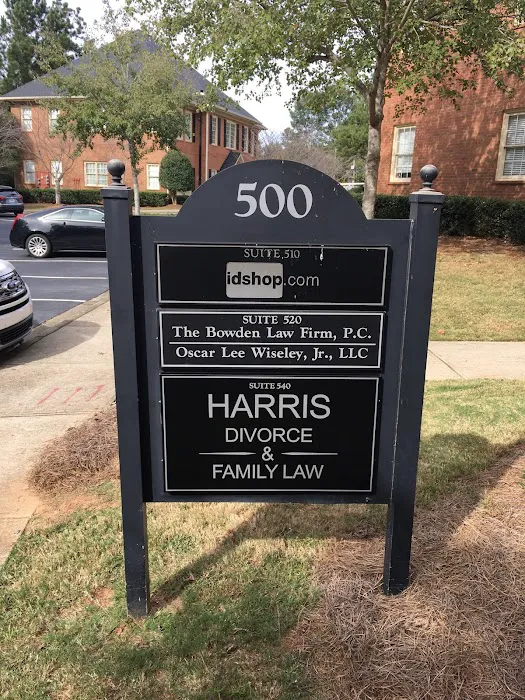 500
SUITE 510
idshop.com
SUITE 520
The Bowden Law Firm, P.C.
Oscar Lee Wiseley, Jr., LLC
SUITE 540
HARRIS
DIVORCE
&
FAMILY LAW